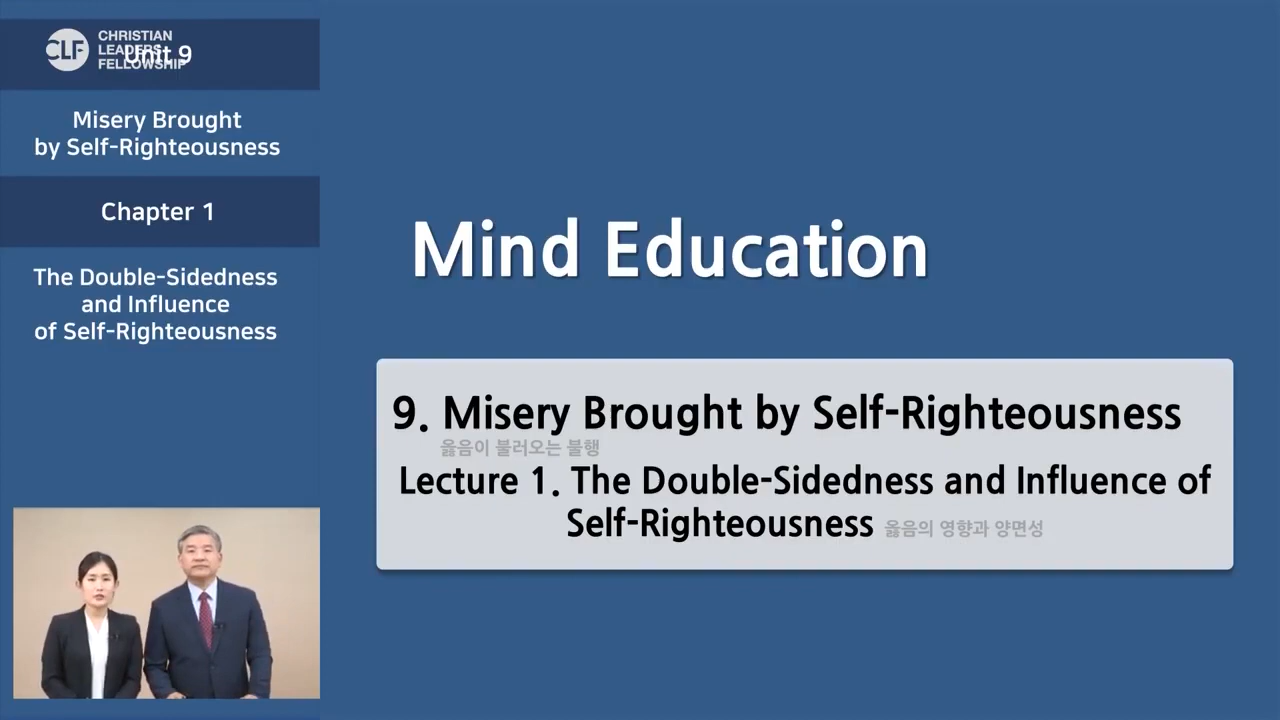 CLF
CHRISTIAN
LEADERS
FELLOWSHIP
Unit 9
Misery Brought
by Self-Righteousness
Chapter 1
The Double-Sidedness
and Influence
of Self-Righteousness
Mind Education
9. Misery Brought by Self-Righteousness
옳음이 불러오는 불행
Lecture 1. The Double-Sidedness and Influence of
Self-Righteousness 옳음의 영향과 양면성